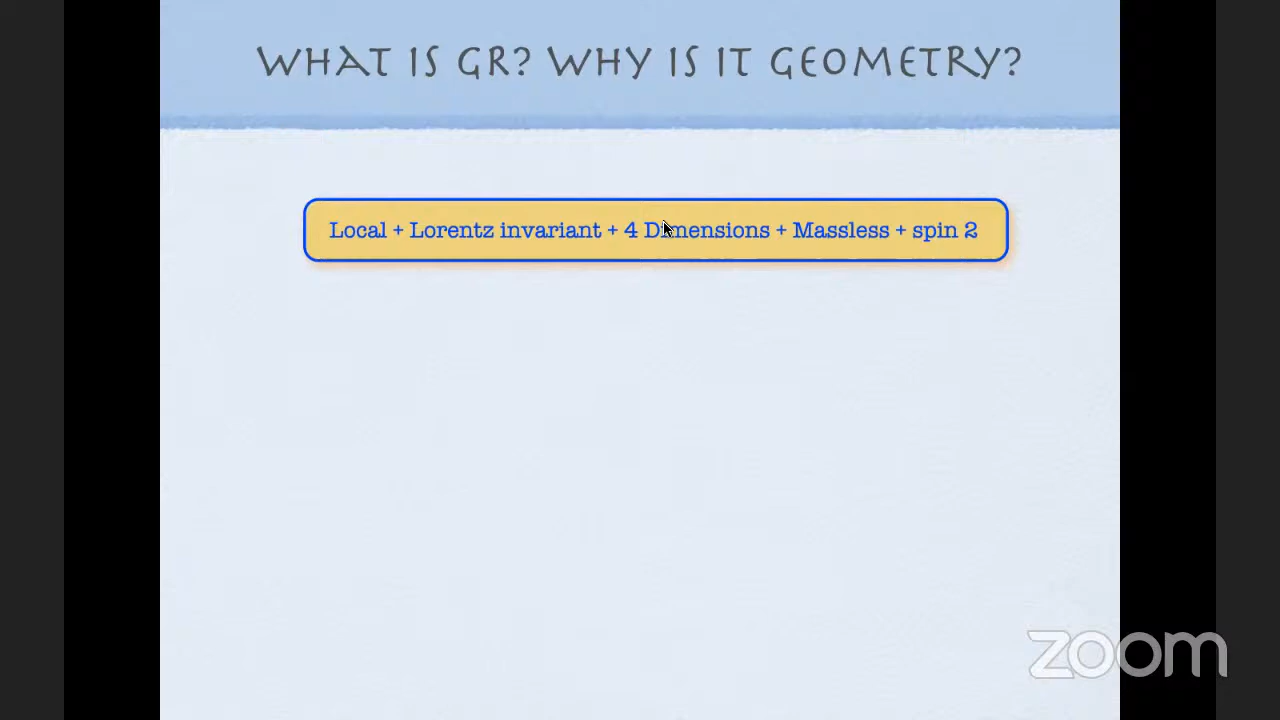 WHAT IS GR? WHY IS IT GEOMETRY?
Local + Lorentz invariant + 4 Dimensions + Massless + spin 2
zoom